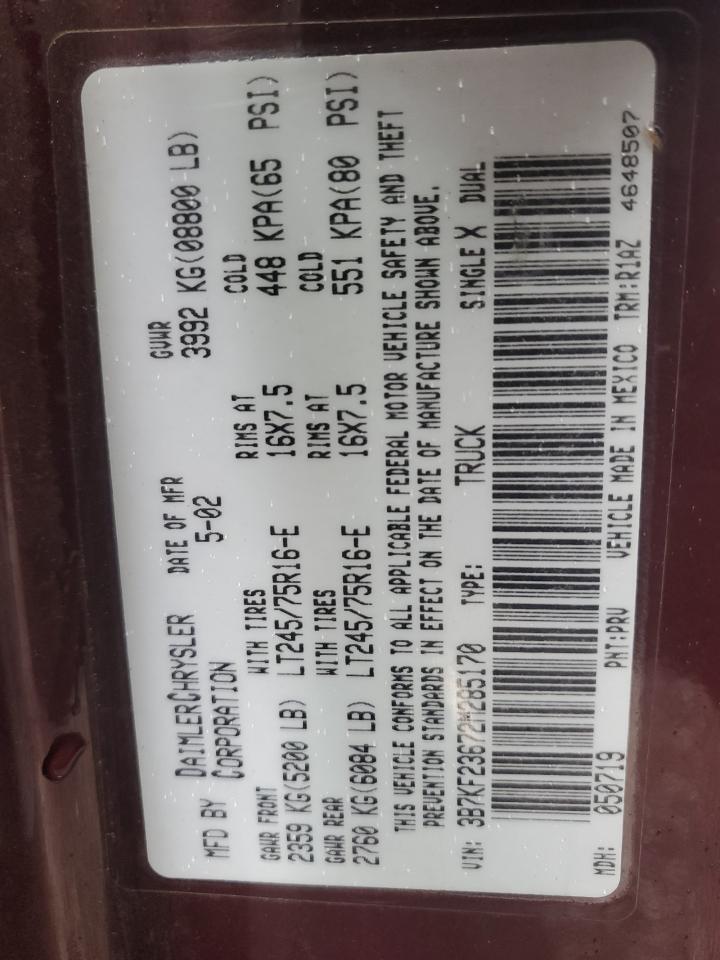 MFD BY DAIMLERCHRYSLER CORPORATION
DATE OF MFR 5-02
GVWR 3992 KG(08800 LB)
GAWR FRONT WITH TIRES RIMS AT COLD
2359 KG(5200 LB) LT245/75R16-E 16X7.5 448 KPA(65 PSI)
GAWR REAR WITH TIRES RIMS AT COLD
2760 KG(6084 LB) LT245/75R16-E 16X7.5 551 KPA(80 PSI)
THIS VEHICLE CONFORMS TO ALL APPLICABLE FEDERAL MOTOR VEHICLE SAFETY AND THEFT
PREVENTION STANDARDS IN EFFECT ON THE DATE OF MANUFACTURE SHOWN ABOVE.
VIN: 3B7KF23672M285170 TYPE: TRUCK SINGLE X DUAL
MDH: 050719 PNT:PRV VEHICLE MADE IN MEXICO TRM:R1AZ 4648507